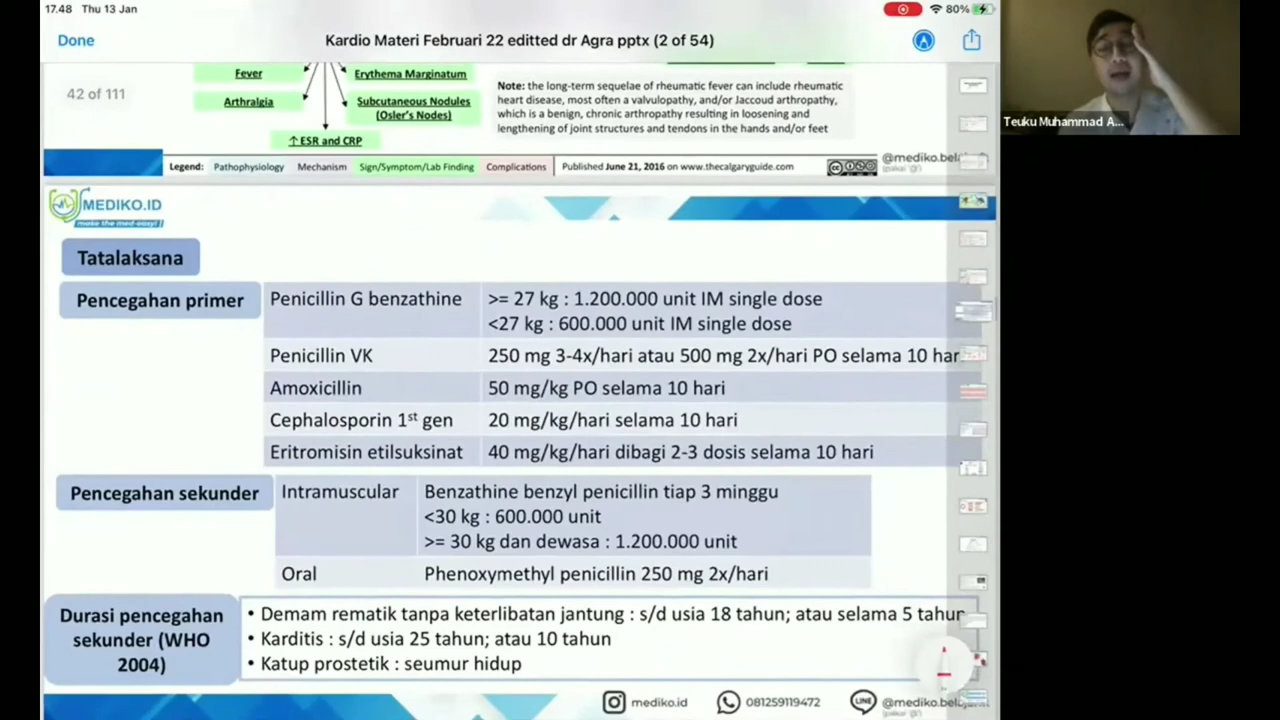 17.48 Thu 13 Jan
80%
Done
Kardio Materi Februari 22 editted dr Agra pptx (2 of 54)
42 of 111
Fever
Arthralgia
Erythema Marginatum
Subcutaneous Nodules
(Osler's Nodes)
↑ ESR and CRP
Note: the long-term sequelae of rheumatic fever can include rheumatic
heart disease, most often a valvulopathy, and/or Jaccoud arthropathy,
which is a benign, chronic arthropathy resulting in loosening and
lengthening of joint structures and tendons in the hands and/or feet
Legend: Pathophysiology Mechanism Sign/Symptom/Lab Finding Complications Published June 21, 2016 on www.thecalgaryguide.com
@mediko.bel
Teuku Muhammad A...
MEDIKO.ID
make the med-easy!
Tatalaksana
Pencegahan primer
Penicillin G benzathine
>= 27 kg : 1.200.000 unit IM single dose
<27 kg : 600.000 unit IM single dose
Penicillin VK
250 mg 3-4x/hari atau 500 mg 2x/hari PO selama 10 har
Amoxicillin
50 mg/kg PO selama 10 hari
Cephalosporin 1st gen
20 mg/kg/hari selama 10 hari
Eritromisin etilsuksinat
40 mg/kg/hari dibagi 2-3 dosis selama 10 hari
Pencegahan sekunder
Intramuscular
Benzathine benzyl penicillin tiap 3 minggu
<30 kg : 600.000 unit
>= 30 kg dan dewasa : 1.200.000 unit
Oral
Phenoxymethyl penicillin 250 mg 2x/hari
Durasi pencegahan
sekunder (WHO
2004)
• Demam rematik tanpa keterlibatan jantung : s/d usia 18 tahun; atau selama 5 tahun
• Karditis : s/d usia 25 tahun; atau 10 tahun
• Katup prostetik : seumur hidup
mediko.id
081259119472
@mediko.bel